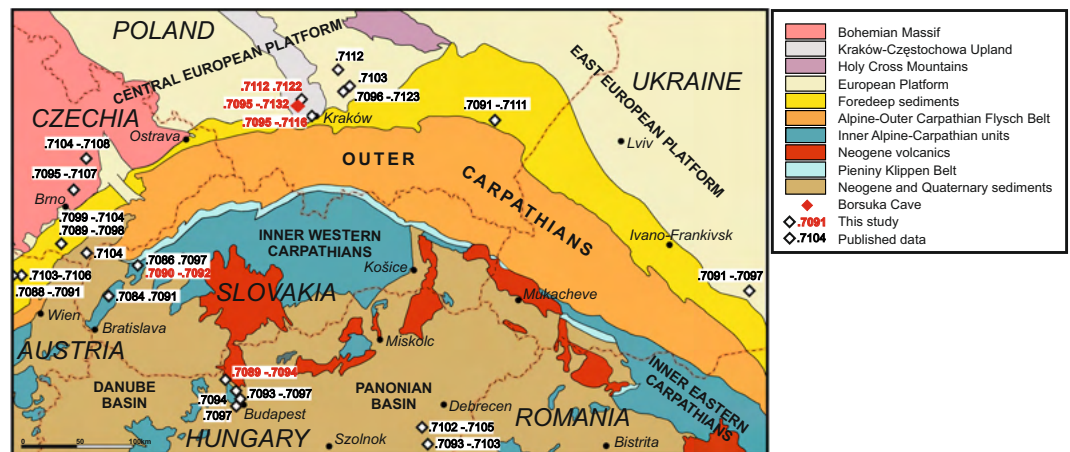 POLAND
CENTRAL EUROPEAN PLATFORM
EAST EUROPEAN PLATFORM
UKRAINE
CZECHIA
Ostrava
.7112 .7122
.7095 -.7132
.7095 -.7116
Kraków
.7112
.7103
.7096 -.7123
.7091 -.7111
Lviv
.7104 -.7108
.7095 -.7107
Brno
.7099 -.7104
.7089 -.7098
.7104
OUTER
CARPATHIANS
Ivano-Frankivsk
.7091 -.7097
INNER WESTERN
CARPATHIANS
Košice
.7086 .7097
.7090 -.7092
.7103-.7106
.7088 -.7091
.7084 .7091
SLOVAKIA
Mukacheve
Wien
Bratislava
Miskolc
AUSTRIA
DANUBE
BASIN
.7089 -.7094
.7094
.7097
.7093 -.7097
Budapest
PANONIAN
BASIN
Debrecen
ROMANIA
INNER EASTERN
CARPATHIANS
HUNGARY
Szolnok
.7102 -.7105
.7093 -.7103
Bistrita
0 50 100km
Bohemian Massif
Kraków-Częstochowa Upland
Holy Cross Mountains
European Platform
Foredeep sediments
Alpine-Outer Carpathian Flysch Belt
Inner Alpine-Carpathian units
Neogene volcanics
Pieniny Klippen Belt
Neogene and Quaternary sediments
Borsuka Cave
.7091 This study
.7104 Published data